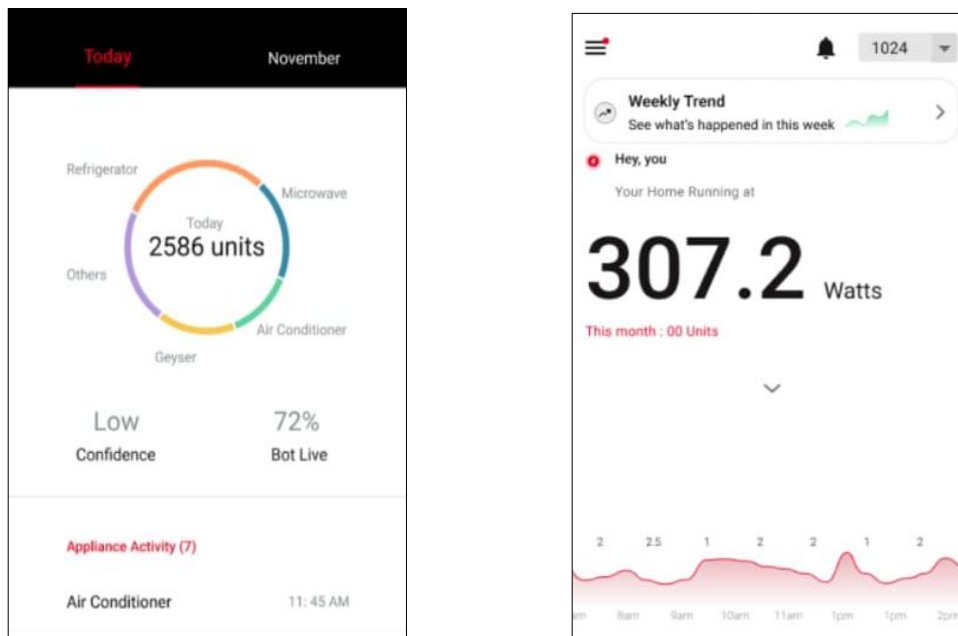 Today
November
Refrigerator
Microwave
Today
2586 units
Others
Air Conditioner
Geyser
Low
72%
Confidence
Bot Live
Appliance Activity (7)
Air Conditioner
11: 45 AM
1024
Weekly Trend
See what's happened in this week
Hey, you
Your Home Running at
307.2 Watts
This month : 00 Units
2 2.5 1 2 2 1 2
am 8am 9am 10am 11am 1pm 1pm 2pm